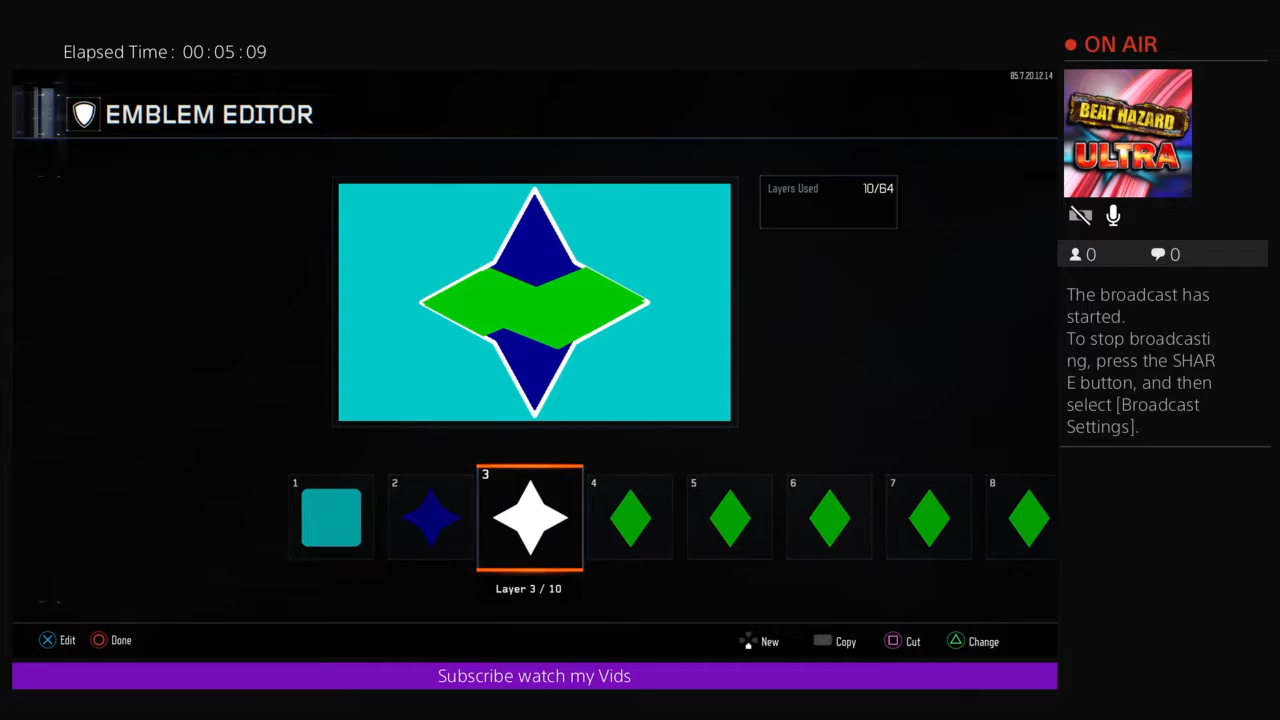 Elapsed Time: 00:05:09
ON AIR
85.7.20.12.14
EMBLEM EDITOR
BEAT HAZARD
ULTRA
Layers Used 10/64
0 0
The broadcast has
started.
To stop broadcasti
ng, press the SHAR
E button, and then
select [Broadcast
Settings].
1 2 3 4 5 6 7 8
Layer 3 / 10
Edit Done New Copy Cut Change
Subscribe watch my Vids